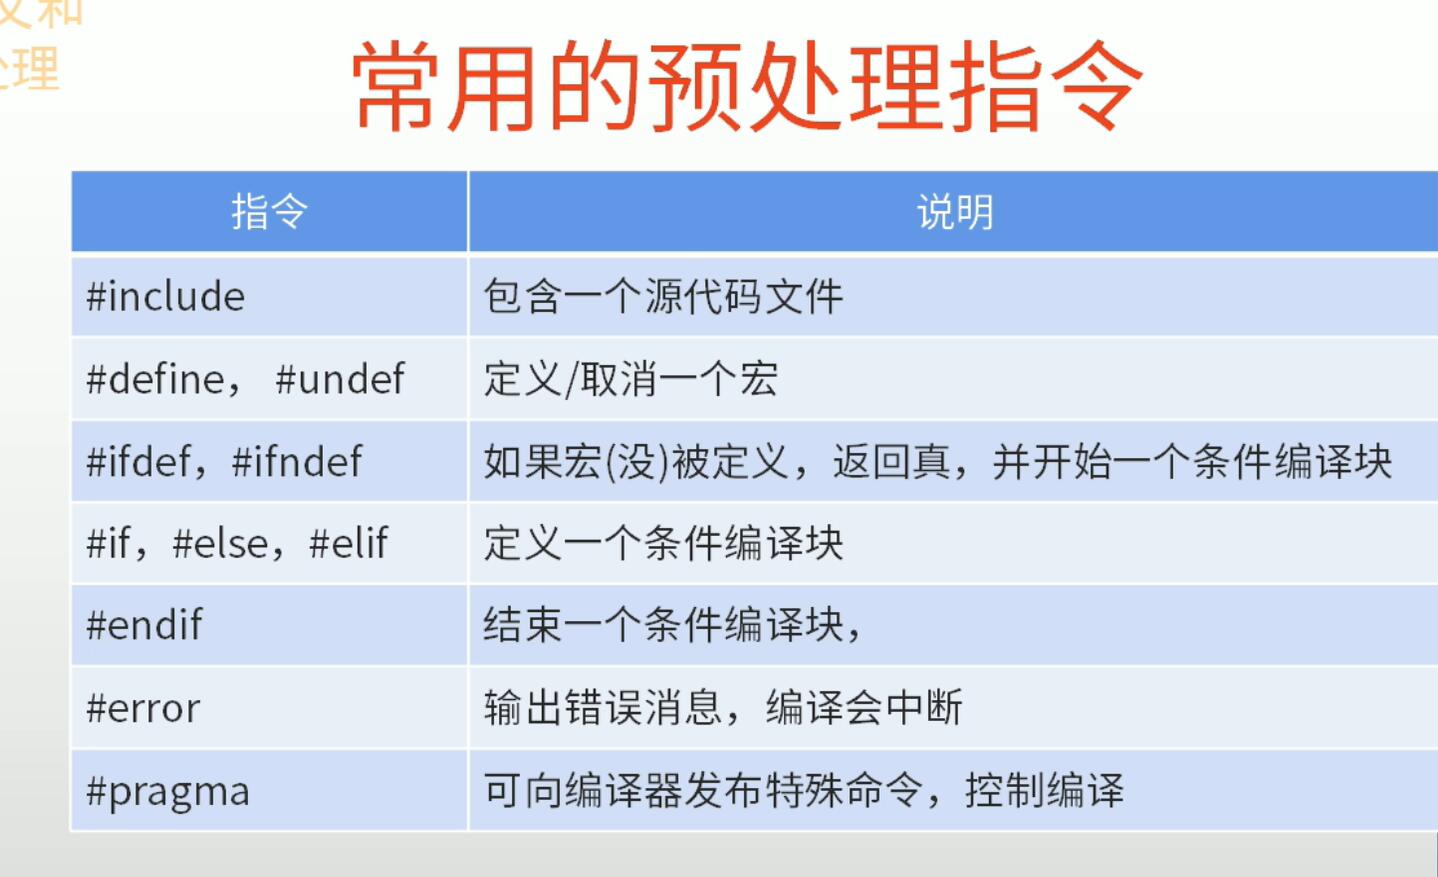 文和
处理
常用的预处理指令
指令 说明
#include 包含一个源代码文件
#define， #undef 定义/取消一个宏
#ifdef，#ifndef 如果宏(没)被定义，返回真，并开始一个条件编译块
#if，#else，#elif 定义一个条件编译块
#endif 结束一个条件编译块，
#error 输出错误消息，编译会中断
#pragma 可向编译器发布特殊命令，控制编译